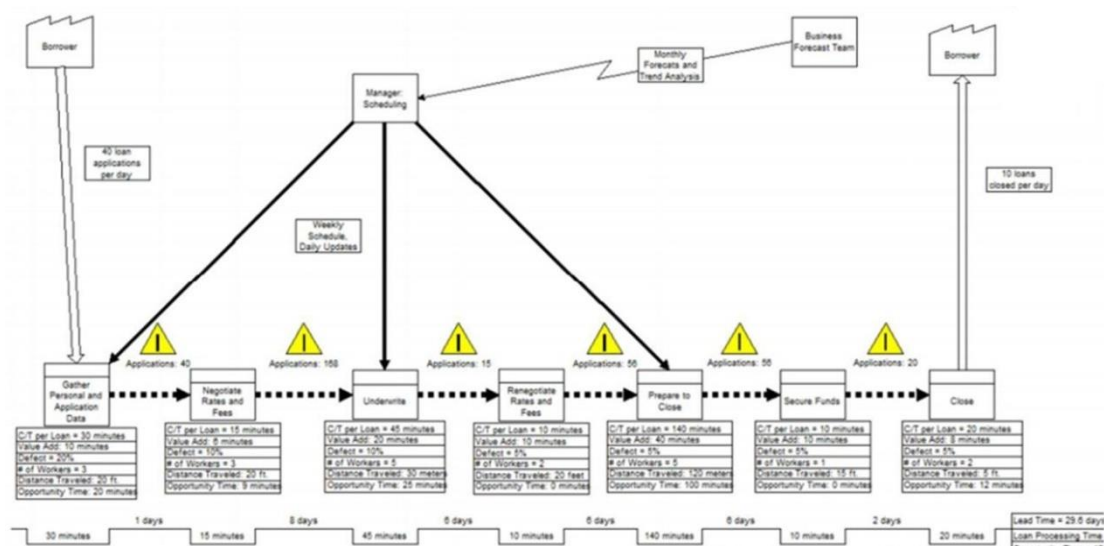 Borrower
Business
Forecast Team
Borrower
Monthly
Forecats and
Trend Analysis
Manager:
Scheduling
40 loan
applications
per day
10 loans
closed per day
Weekly
Schedule,
Daily Updates
Applications: 40
Applications: 168
Applications: 15
Applications: 56
Applications: 56
Applications: 20
Gather
Personal and
Application
Data
Negotiate
Rates and
Fees
Underwrite
Renegotiate
Rates and
Fees
Prepare to
Close
Secure Funds
Close
C/T per Loan = 30 minutes
Value Add: 10 minutes
Defect = 20%
# of Workers = 3
Distance Traveled: 20 ft.
Opportunity Time: 20 minutes
C/T per Loan = 15 minutes
Value Add: 6 minutes
Defect = 10%
# of Workers = 3
Distance Traveled: 20 ft.
Opportunity Time: 9 minutes
C/T per Loan = 45 minutes
Value Add: 20 minutes
Defect = 10%
# of Workers = 5
Distance Traveled: 30 meters
Opportunity Time: 25 minutes
C/T per Loan = 10 minutes
Value Add: 10 minutes
Defect = 5%
# of Workers = 2
Distance Traveled: 20 feet
Opportunity Time: 0 minutes
C/T per Loan = 140 minutes
Value Add: 40 minutes
Defect = 5%
# of Workers = 5
Distance Traveled: 120 meters
Opportunity Time: 100 minutes
C/T per Loan = 10 minutes
Value Add: 10 minutes
Defect = 5%
# of Workers = 1
Distance Traveled: 15 ft.
Opportunity Time: 0 minutes
C/T per Loan = 20 minutes
Value Add: 8 minutes
Defect = 5%
# of Workers = 2
Distance Traveled: 5 ft.
Opportunity Time: 12 minutes
1 days
8 days
6 days
6 days
6 days
2 days
Lead Time = 29.6 days
30 minutes
15 minutes
45 minutes
10 minutes
140 minutes
10 minutes
20 minutes
Loan Processing Time